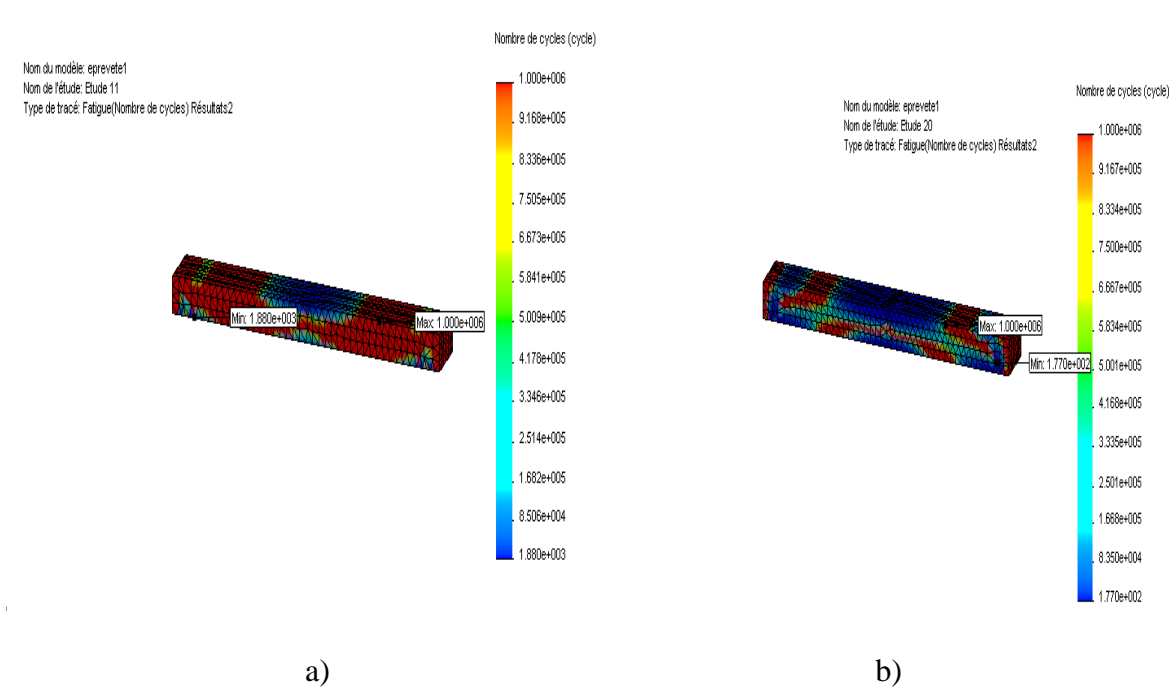 Nombre de cycles (cycle)
Nom du modèle: eprevete1
Nom de l'étude: Etude 11
Type de tracé: Fatigue(Nombre de cycles) Résultats2
1.000e+006
9.168e+005
8.336e+005
7.505e+005
6.673e+005
5.841e+005
5.009e+005
4.178e+005
3.346e+005
2.514e+005
1.682e+005
8.506e+004
1.880e+003
Min: 1.880e+003
Max: 1.000e+006
a)
Nombre de cycles (cycle)
Nom du modèle: eprevete1
Nom de l'étude: Etude 20
Type de tracé: Fatigue(Nombre de cycles) Résultats2
1.000e+006
9.167e+005
8.334e+005
7.500e+005
6.667e+005
5.834e+005
5.001e+005
4.168e+005
3.335e+005
2.501e+005
1.668e+005
8.350e+004
1.770e+002
Max: 1.000e+006
Min: 1.770e+002
b)